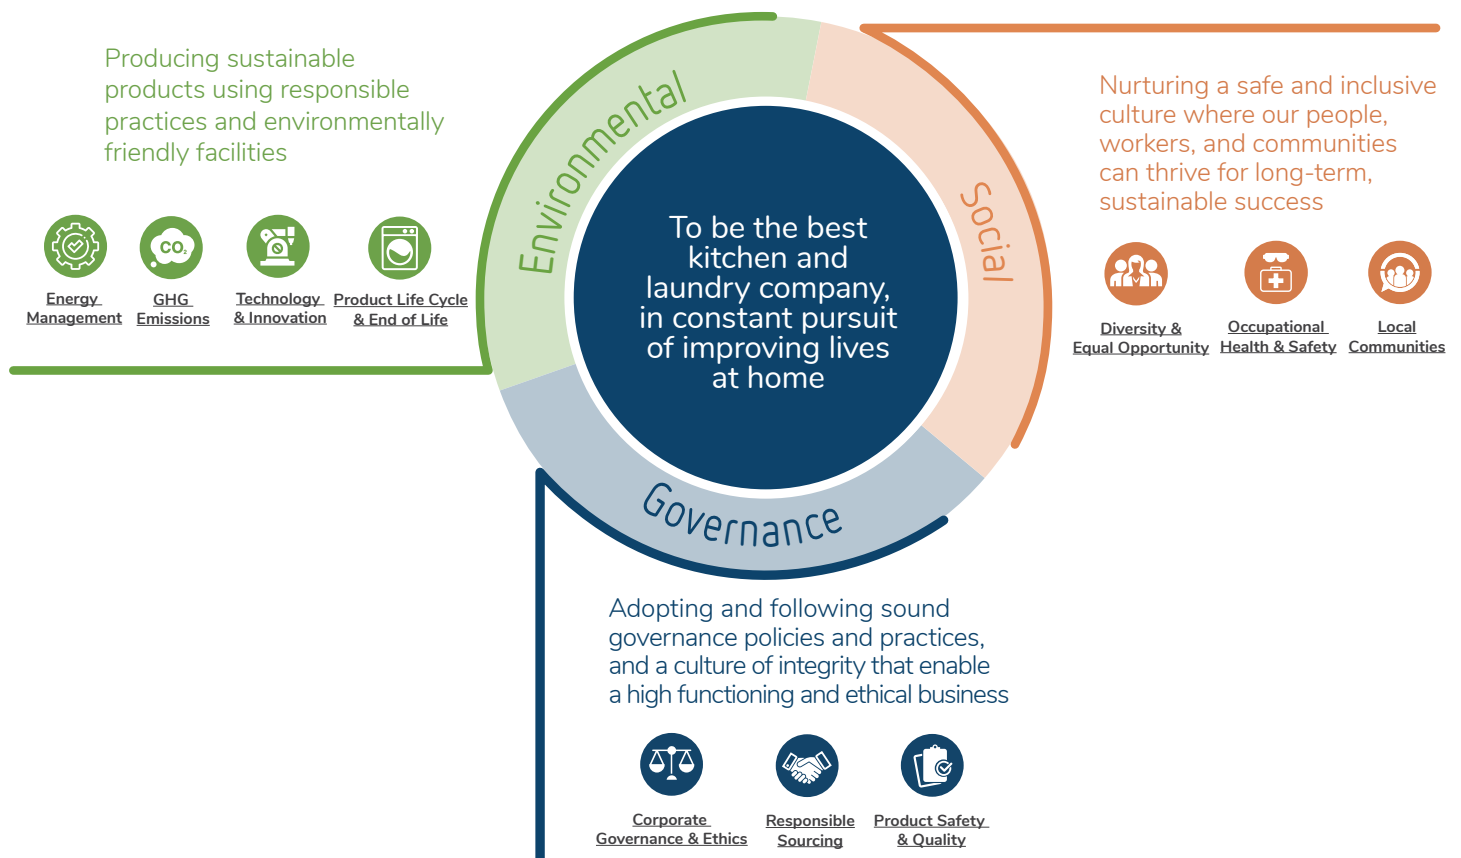 Producing sustainable
products using responsible
practices and environmentally
friendly facilities
Energy
Management
GHG
Emissions
Technology
& Innovation
Product Life Cycle
& End of Life
CO₂
Environmental
Social
Governance
To be the best
kitchen and
laundry company,
in constant pursuit
of improving lives
at home
Nurturing a safe and inclusive
culture where our people,
workers, and communities
can thrive for long-term,
sustainable success
Diversity &
Equal Opportunity
Occupational
Health & Safety
Local
Communities
Adopting and following sound
governance policies and practices,
and a culture of integrity that enable
a high functioning and ethical business
Corporate
Governance & Ethics
Responsible
Sourcing
Product Safety
& Quality